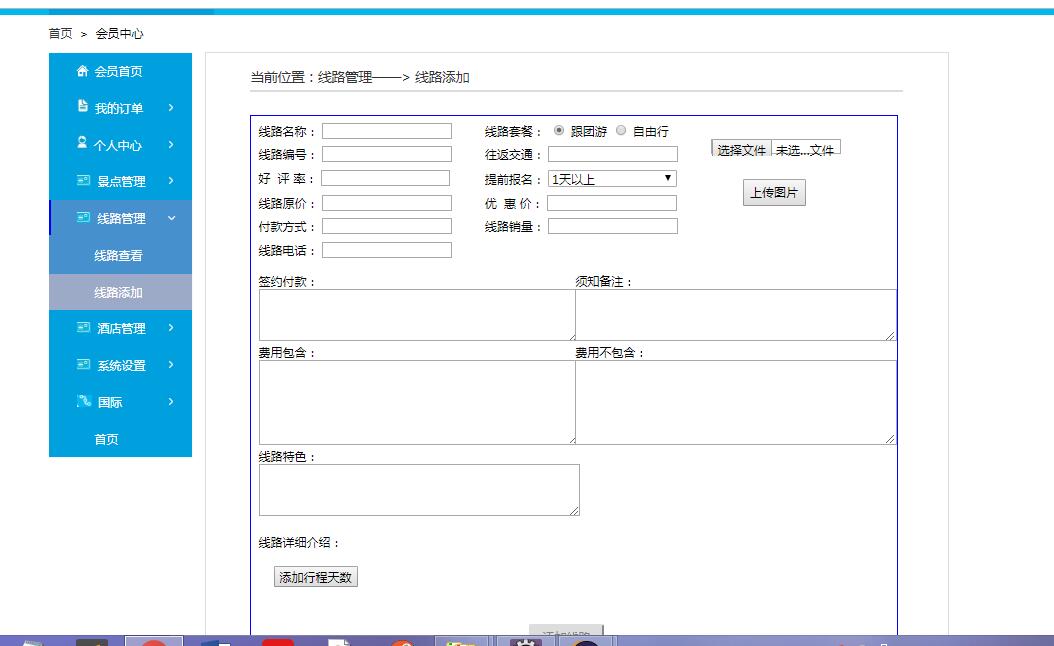 首页 > 会员中心
会员首页
我的订单
个人中心
景点管理
线路管理
线路查看
线路添加
酒店管理
系统设置
国际
首页
当前位置：线路管理——> 线路添加
线路名称： 线路套餐： 跟团游 自由行
选择文件 未选...文件
线路编号： 往返交通：
好 评 率： 提前报名： 1天以上
上传图片
线路原价： 优 惠 价：
付款方式： 线路销量：
线路电话：
签约付款： 须知备注：
费用包含： 费用不包含：
线路特色：
线路详细介绍：
添加行程天数